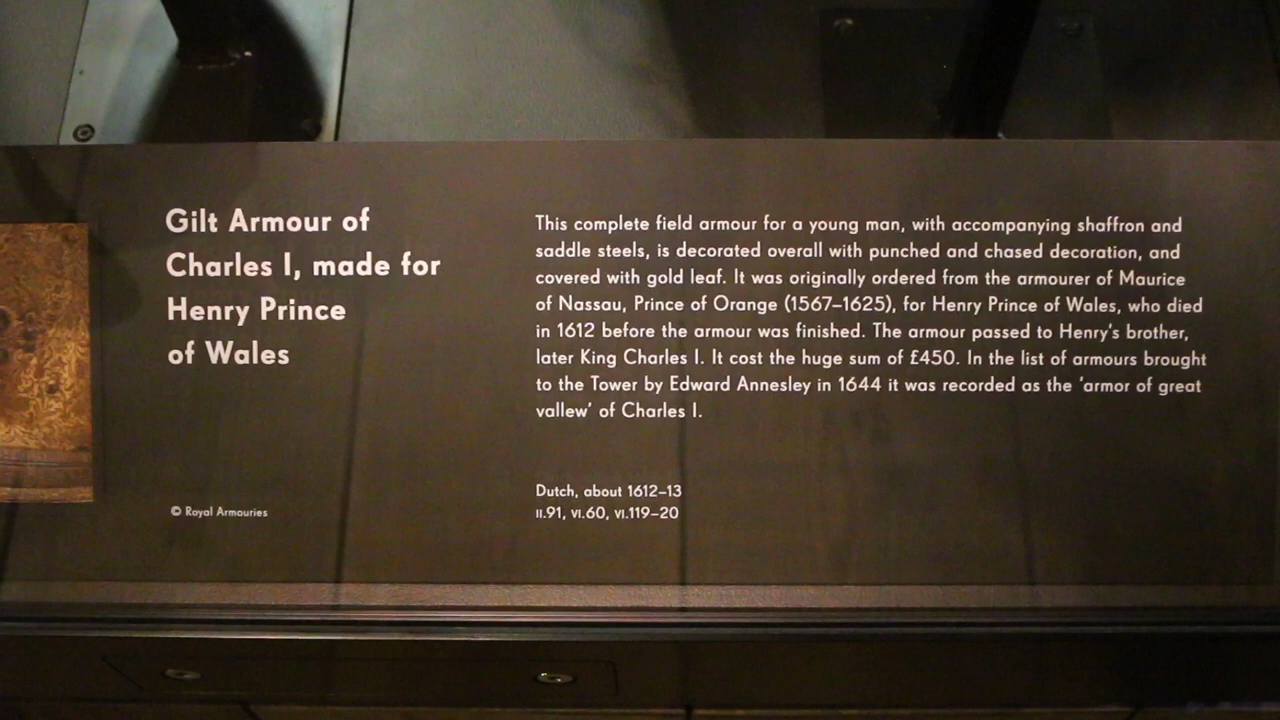 Gilt Armour of
Charles I, made for
Henry Prince
of Wales
© Royal Armouries
This complete field armour for a young man, with accompanying shaffron and
saddle steels, is decorated overall with punched and chased decoration, and
covered with gold leaf. It was originally ordered from the armourer of Maurice
of Nassau, Prince of Orange (1567–1625), for Henry Prince of Wales, who died
in 1612 before the armour was finished. The armour passed to Henry's brother,
later King Charles I. It cost the huge sum of £450. In the list of armours brought
to the Tower by Edward Annesley in 1644 it was recorded as the 'armor of great
vallew' of Charles I.
Dutch, about 1612–13
II.91, VI.60, VI.119–20